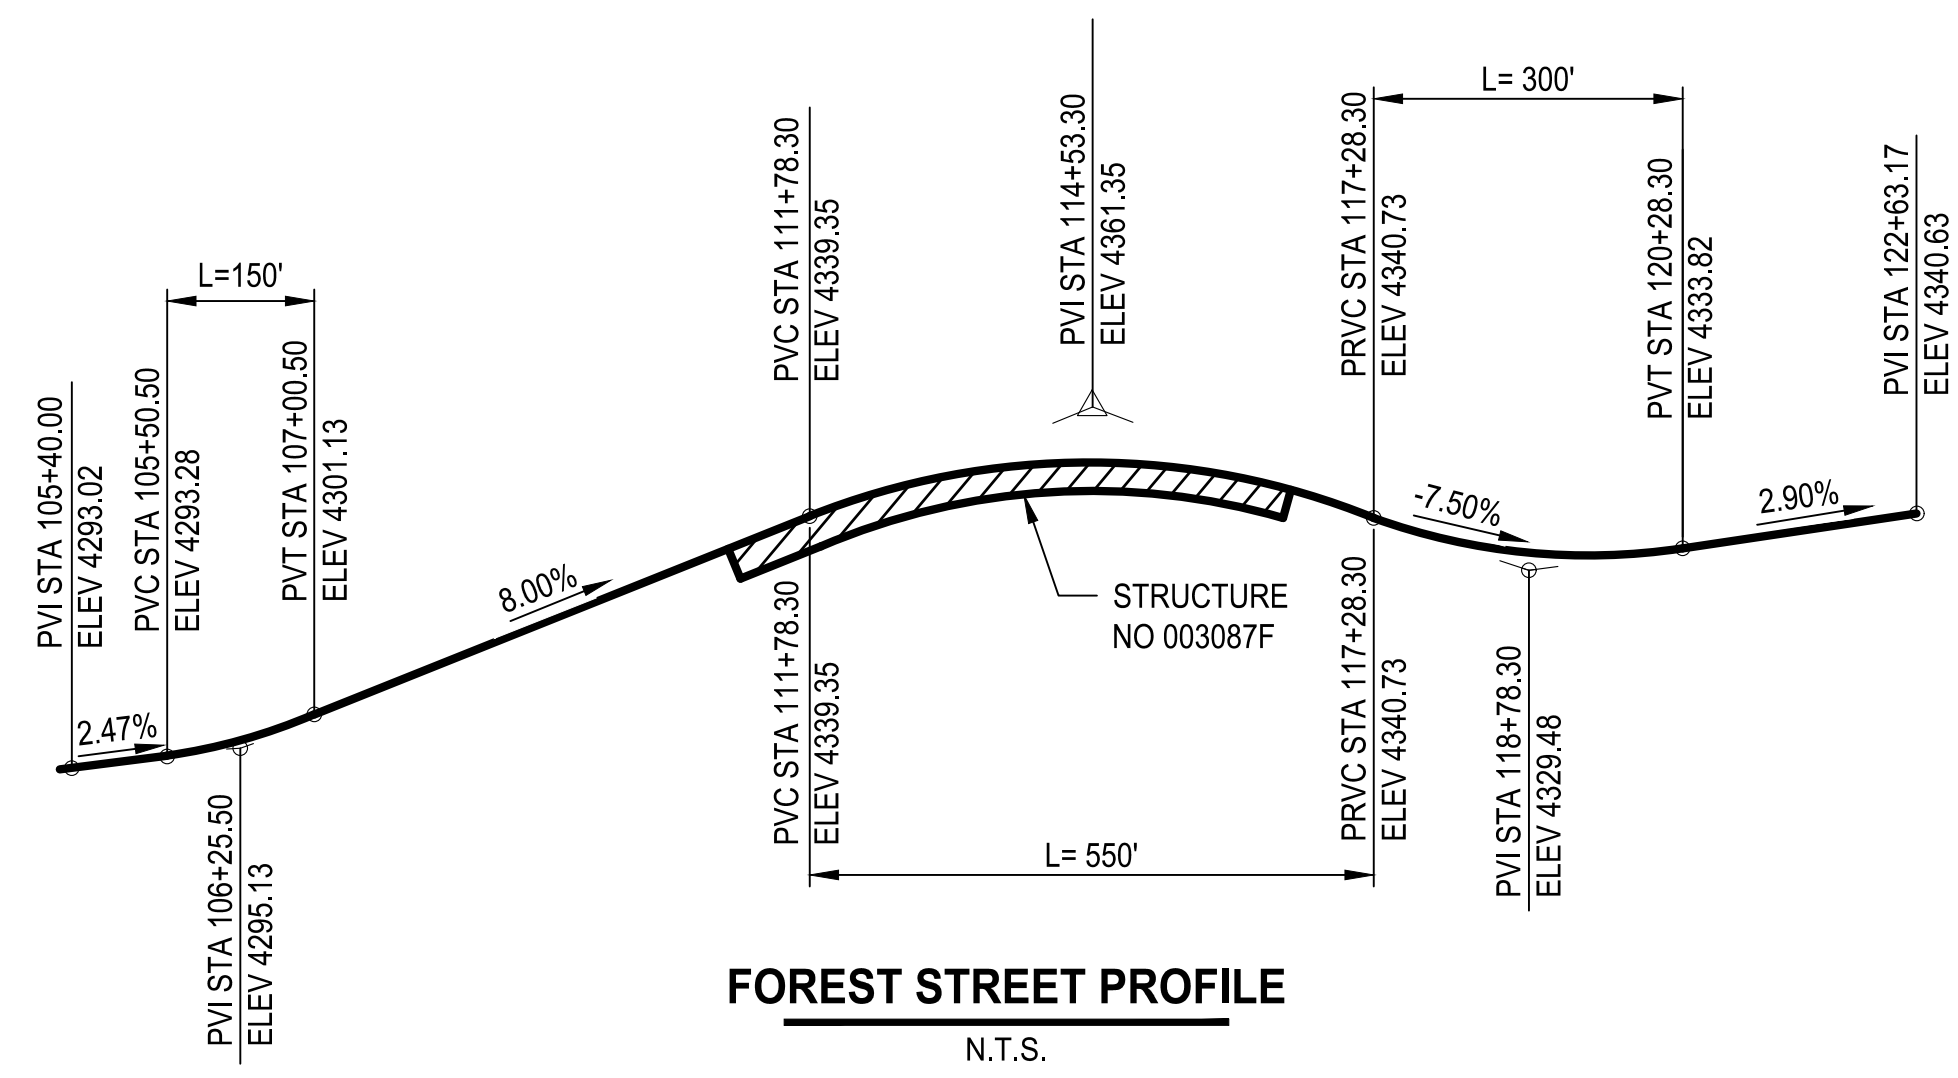 PVI STA 105+40.00
ELEV 4293.02
2.47%
PVC STA 105+50.50
ELEV 4293.28
L=150'
PVI STA 106+25.50
ELEV 4295.13
PVT STA 107+00.50
ELEV 4301.13
8.00%
PVC STA 111+78.30
ELEV 4339.35
PVC STA 111+78.30
ELEV 4339.35
PVI STA 114+53.30
ELEV 4361.35
STRUCTURE
NO 003087F
L= 550'
PRVC STA 117+28.30
ELEV 4340.73
PRVC STA 117+28.30
ELEV 4340.73
L= 300'
-7.50%
PVI STA 118+78.30
ELEV 4329.48
PVT STA 120+28.30
ELEV 4333.82
2.90%
PVI STA 122+63.17
ELEV 4340.63
FOREST STREET PROFILE
N.T.S.